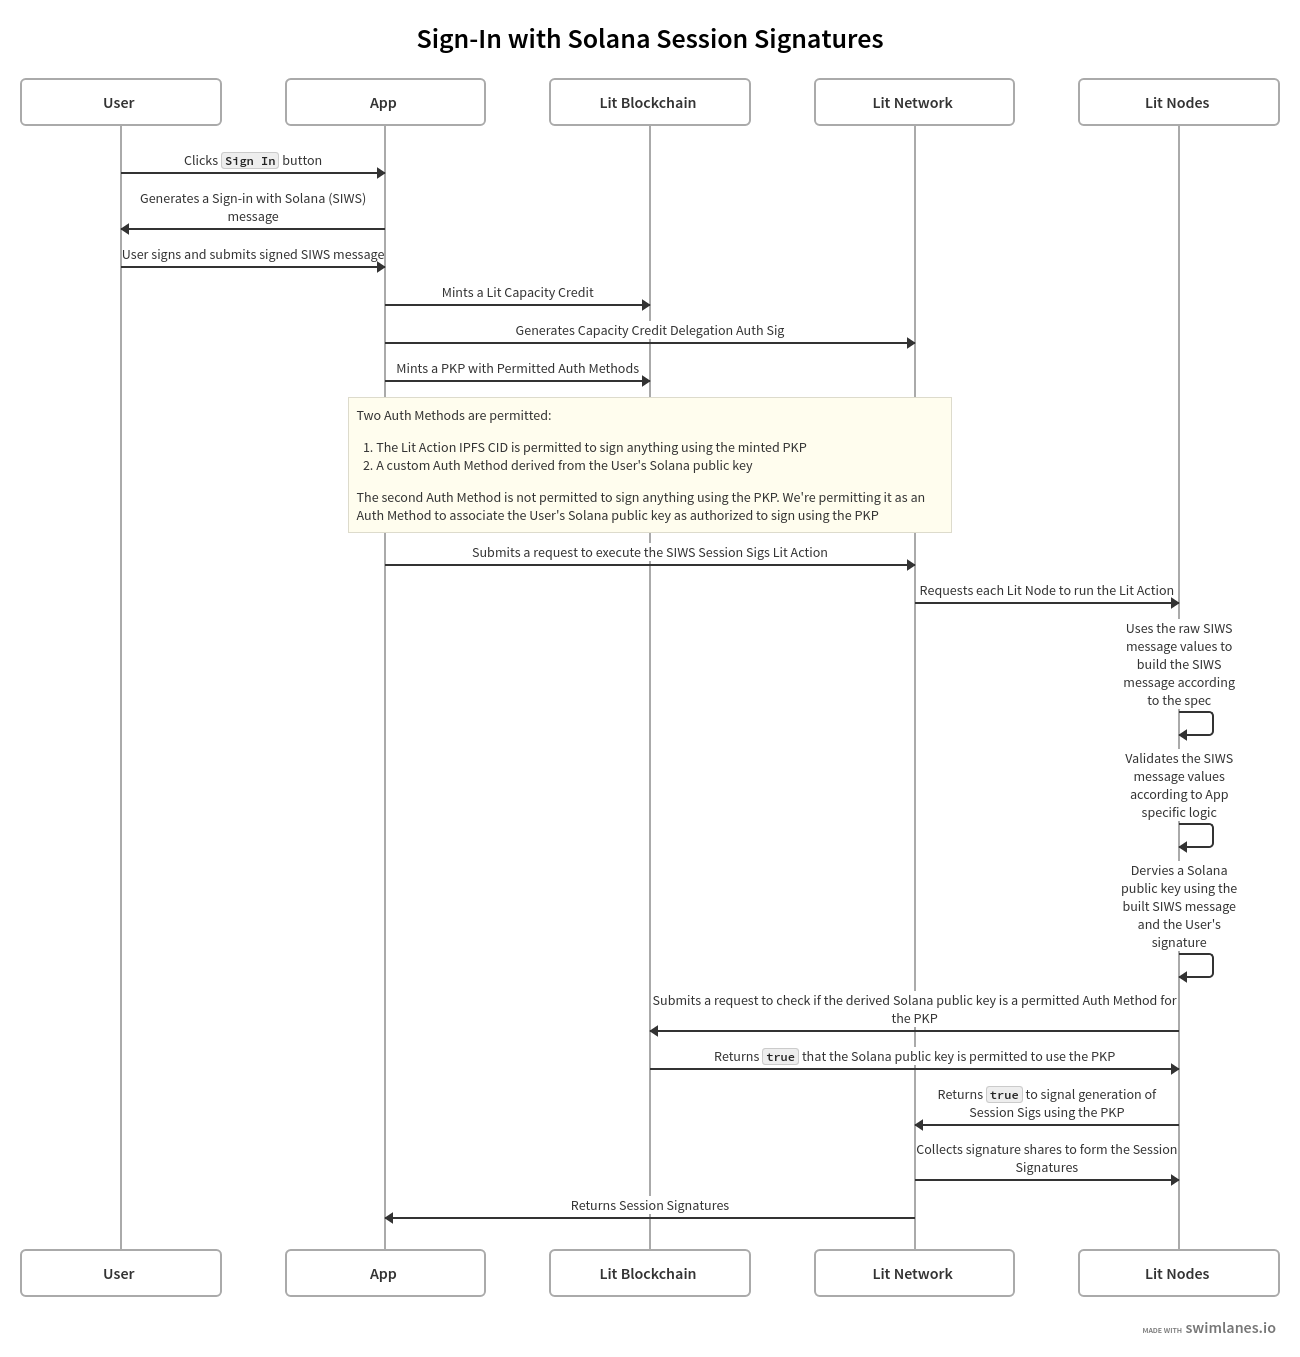 Sign-In with Solana Session Signatures
User
App
Lit Blockchain
Lit Network
Lit Nodes
Clicks Sign In button
Generates a Sign-in with Solana (SIWS)
message
User signs and submits signed SIWS message
Mints a Lit Capacity Credit
Generates Capacity Credit Delegation Auth Sig
Mints a PKP with Permitted Auth Methods
Two Auth Methods are permitted:
1. The Lit Action IPFS CID is permitted to sign anything using the minted PKP
2. A custom Auth Method derived from the User's Solana public key
The second Auth Method is not permitted to sign anything using the PKP. We're permitting it as an
Auth Method to associate the User's Solana public key as authorized to sign using the PKP
Submits a request to execute the SIWS Session Sigs Lit Action
Requests each Lit Node to run the Lit Action
Uses the raw SIWS
message values to
build the SIWS
message according
to the spec
Validates the SIWS
message values
according to App
specific logic
Dervies a Solana
public key using the
built SIWS message
and the User's
signature
Submits a request to check if the derived Solana public key is a permitted Auth Method for
the PKP
Returns true that the Solana public key is permitted to use the PKP
Returns true to signal generation of
Session Sigs using the PKP
Collects signature shares to form the Session
Signatures
Returns Session Signatures
User
App
Lit Blockchain
Lit Network
Lit Nodes
MADE WITH swimlanes.io